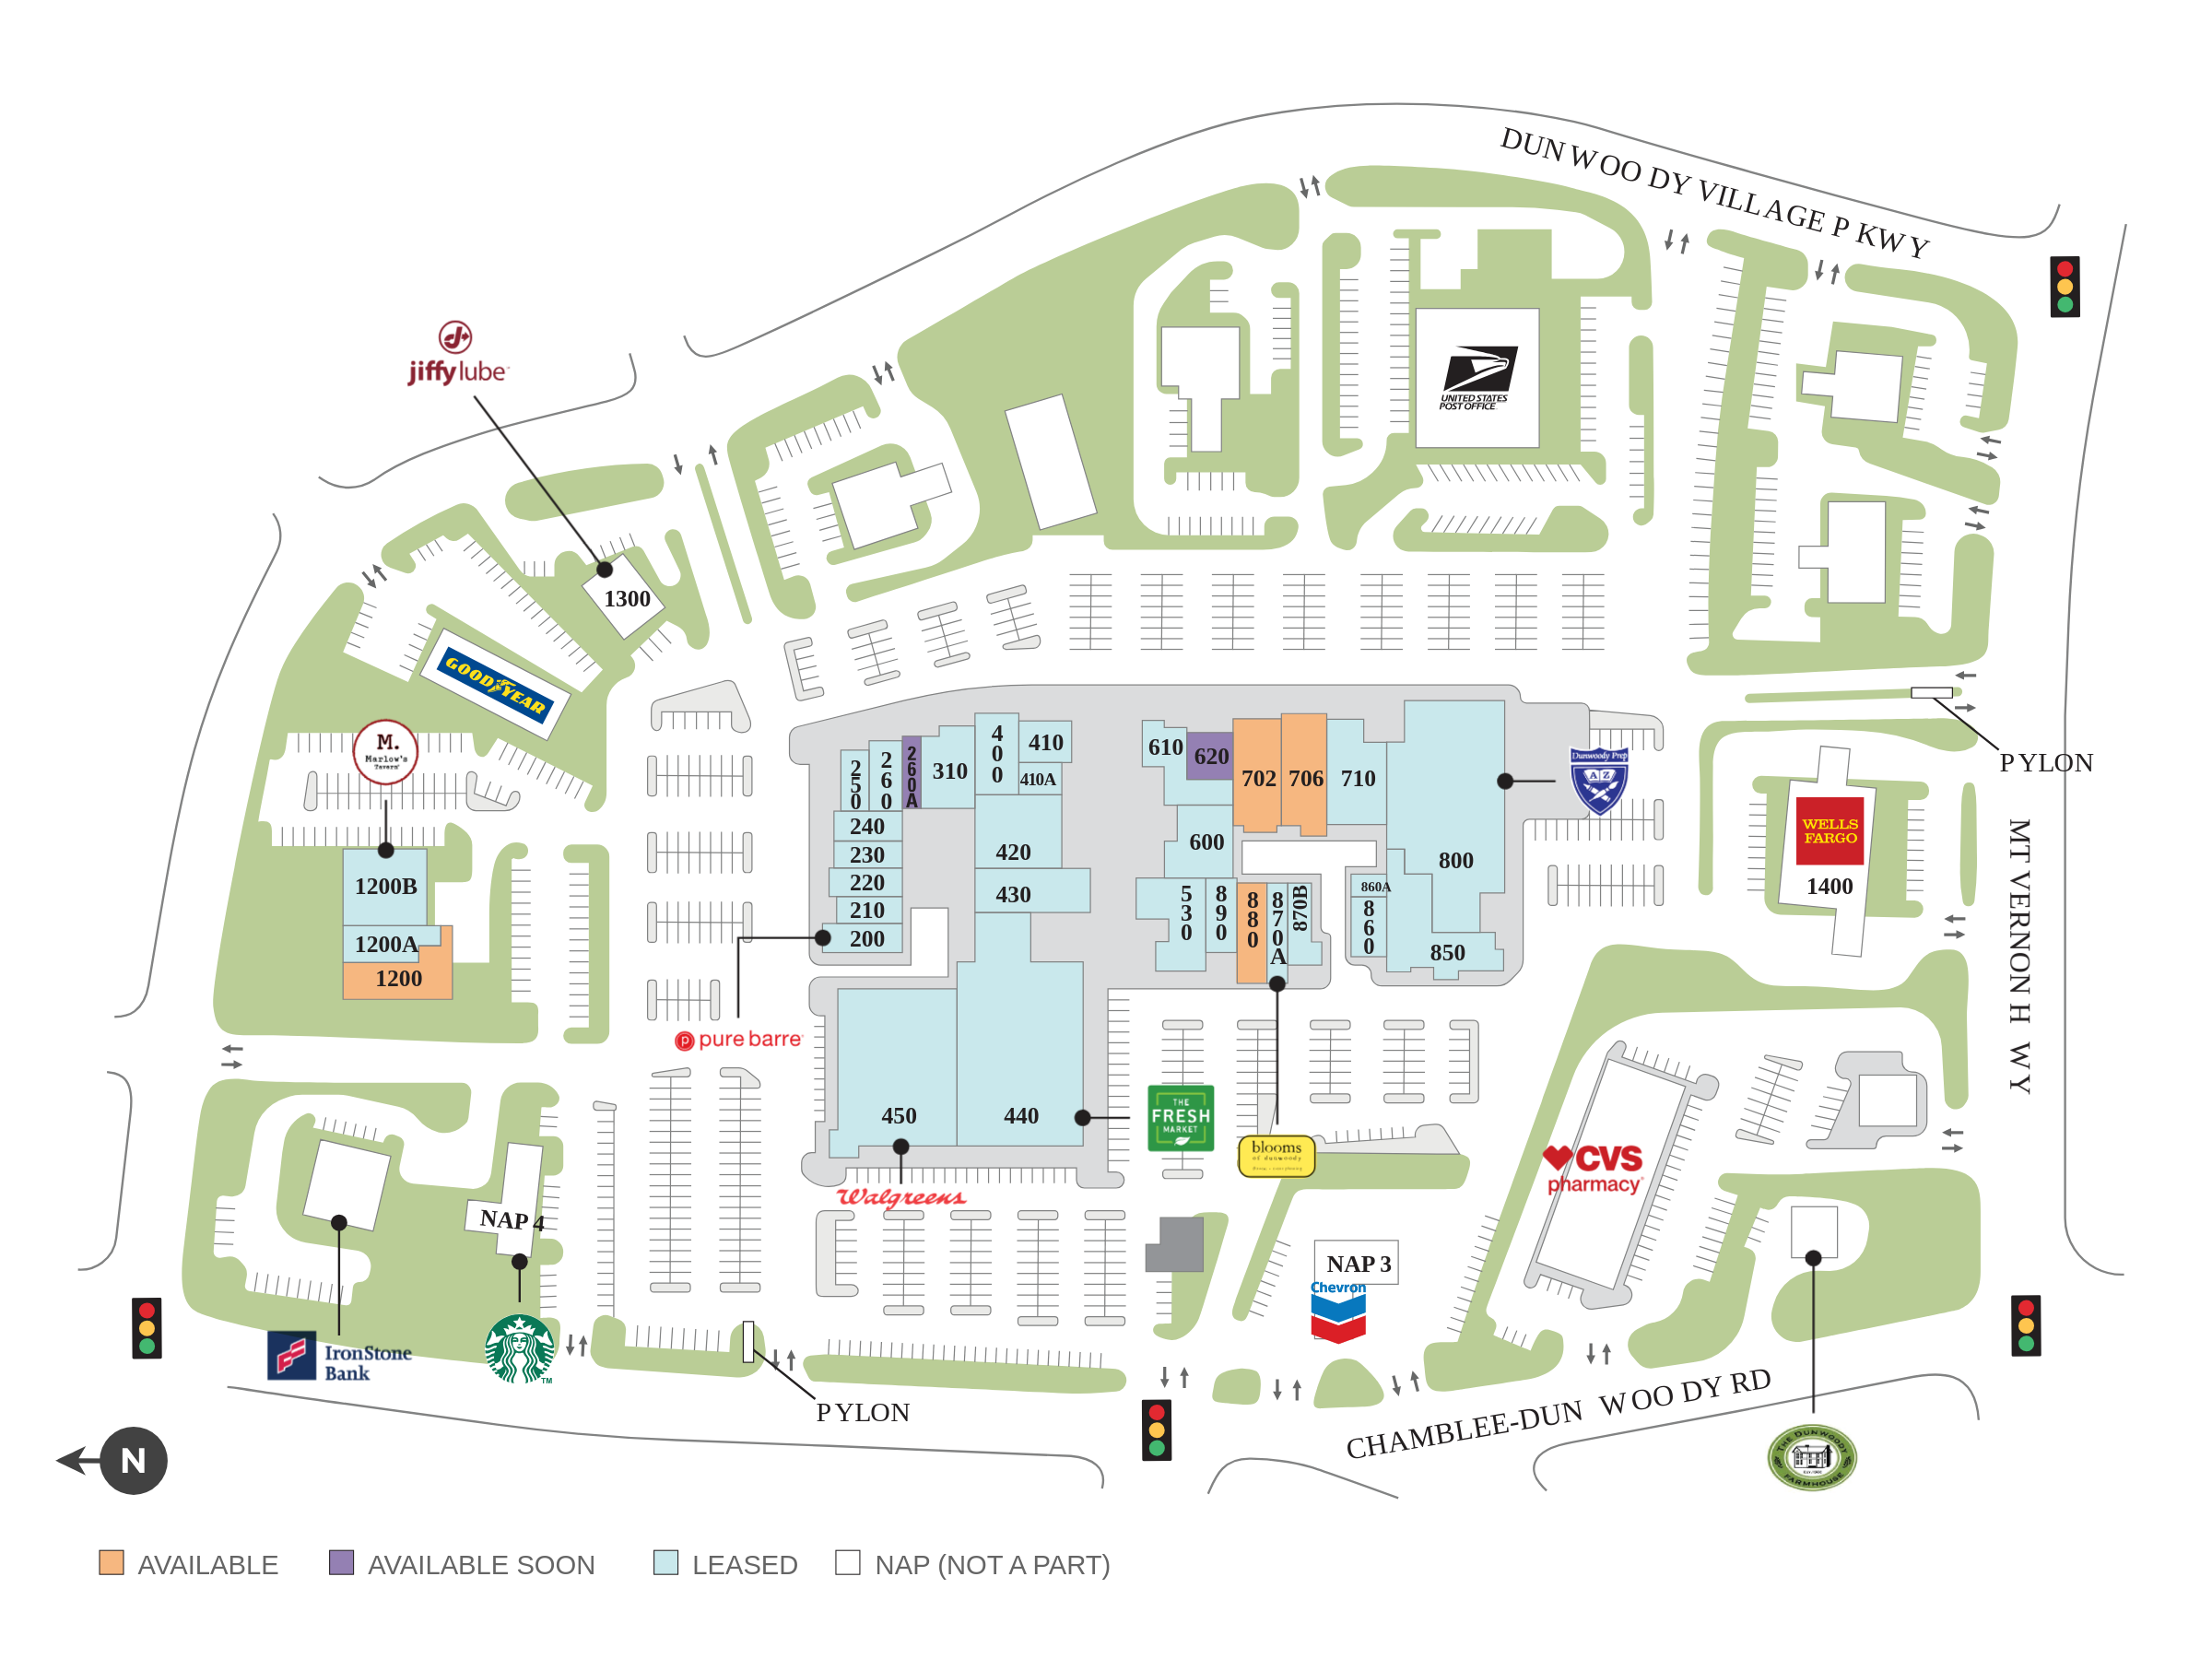 DUNWOODY VILLAGE PKWY
jiffy lube
UNITED STATES
POST OFFICE
1300
GOODYEAR
M.
Marlow's
Tavern
PYLON
400
410
410A
250
260
260A
310
610
620
702
706
710
Dunwoody Prep
A Z
240
230
220
210
200
420
430
600
800
530
890
880
870A
870B
860A
860
850
WELLS
FARGO
1400
MT VERNON HWY
1200B
1200A
1200
pure barre
450
440
THE
FRESH
MARKET
blooms
of dunwoody
CVS
pharmacy
Walgreens
NAP 4
NAP 3
Chevron
IronStone
Bank
TM
PYLON
CHAMBLEE-DUNWOODY RD
THE DUNWOODY
FARMHOUSE
N
AVAILABLE
AVAILABLE SOON
LEASED
NAP (NOT A PART)